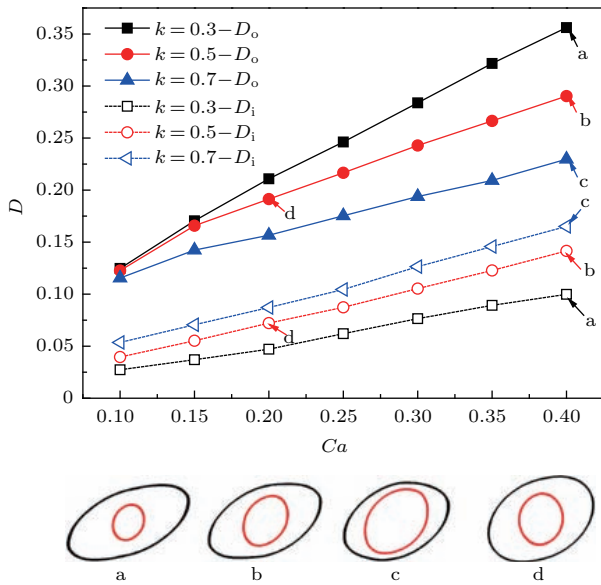 D
0.35
0.30
0.25
0.20
0.15
0.10
0.05
0
k = 0.3−Dₒ
k = 0.5−Dₒ
k = 0.7−Dₒ
k = 0.3−Dᵢ
k = 0.5−Dᵢ
k = 0.7−Dᵢ
a
b
c
c
d
b
d
a
0.10 0.15 0.20 0.25 0.30 0.35 0.40
Ca
a b c d